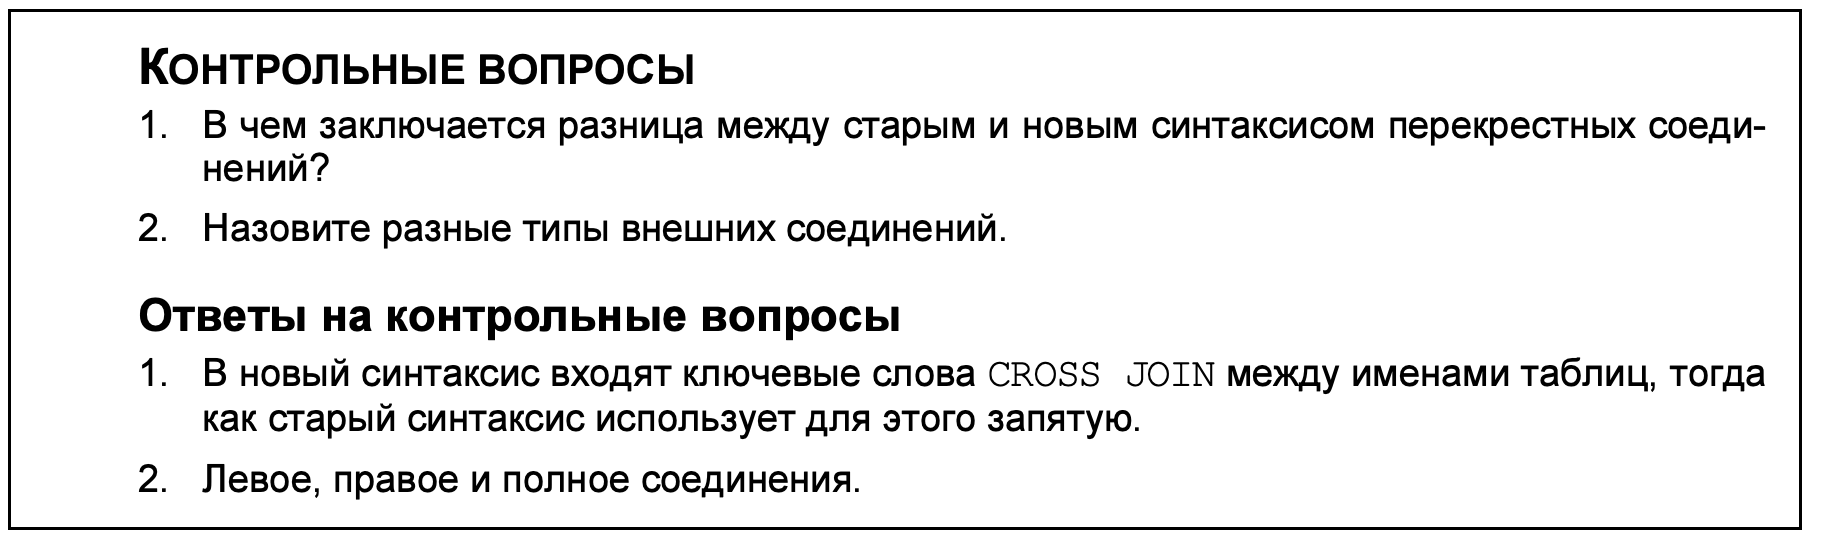 КОНТРОЛЬНЫЕ ВОПРОСЫ
1. В чем заключается разница между старым и новым синтаксисом перекрестных соеди-
нений?
2. Назовите разные типы внешних соединений.
Ответы на контрольные вопросы
1. В новый синтаксис входят ключевые слова CROSS JOIN между именами таблиц, тогда
как старый синтаксис использует для этого запятую.
2. Левое, правое и полное соединения.